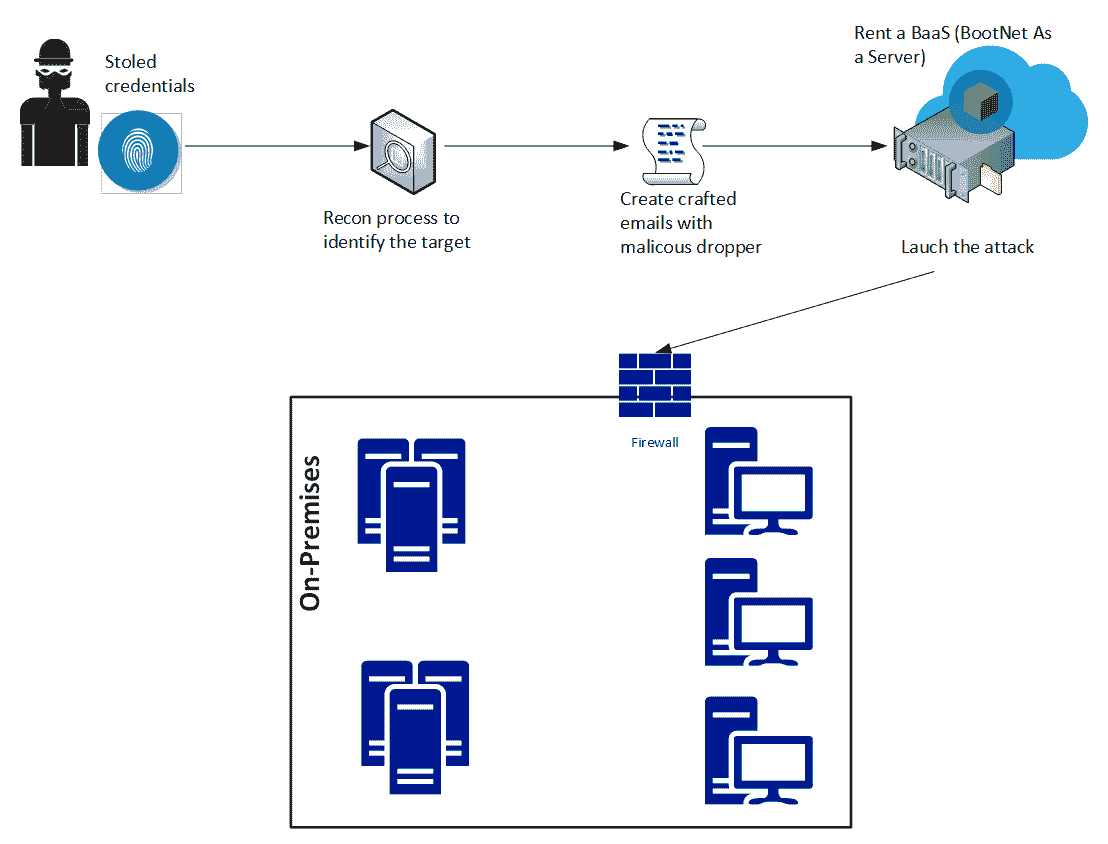 Stoled
credentials
Rent a BaaS (BootNet As
a Server)
Recon process to
identify the target
Create crafted
emails with
malicous dropper
Lauch the attack
Firewall
On-Premises